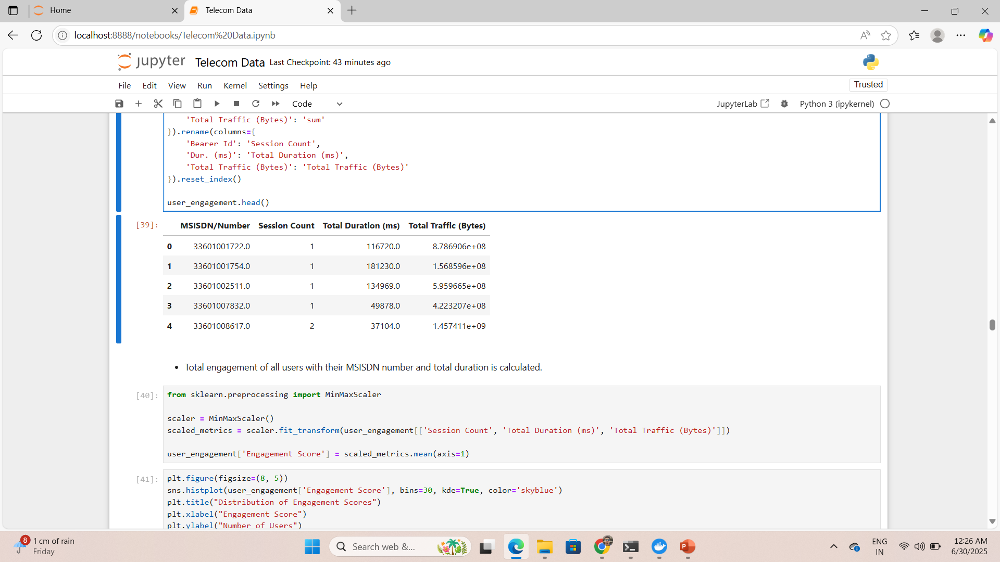 Home
Telecom Data
localhost:8888/notebooks/Telecom%20Data.ipynb
jupyter Telecom Data Last Checkpoint: 43 minutes ago
File Edit View Run Kernel Settings Help
Trusted
Code
JupyterLab
Python 3 (ipykernel)
'Total Traffic (Bytes)': 'sum'
}).rename(columns={
'Bearer Id': 'Session Count',
'Dur. (ms)': 'Total Duration (ms)',
'Total Traffic (Bytes)': 'Total Traffic (Bytes)'
}).reset_index()
user_engagement.head()
[39]:
MSISDN/Number Session Count Total Duration (ms) Total Traffic (Bytes)
0 33601001722.0 1 116720.0 8.786906e+08
1 33601001754.0 1 181230.0 1.568596e+08
2 33601002511.0 1 134969.0 5.959665e+08
3 33601007832.0 1 49878.0 4.223207e+08
4 33601008617.0 2 37104.0 1.457411e+09
• Total engagement of all users with their MSISDN number and total duration is calculated.
[40]:
from sklearn.preprocessing import MinMaxScaler
scaler = MinMaxScaler()
scaled_metrics = scaler.fit_transform(user_engagement[['Session Count', 'Total Duration (ms)', 'Total Traffic (Bytes)']])
user_engagement['Engagement Score'] = scaled_metrics.mean(axis=1)
[41]:
plt.figure(figsize=(8, 5))
sns.histplot(user_engagement['Engagement Score'], bins=30, kde=True, color='skyblue')
plt.title("Distribution of Engagement Scores")
plt.xlabel("Engagement Score")
plt.ylabel("Number of Users")
8
1 cm of rain
Friday
Search web &...
ENG
IN
12:26 AM
6/30/2025